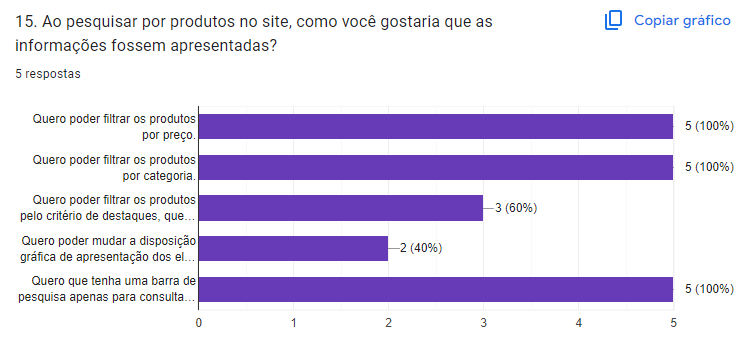 15. Ao pesquisar por produtos no site, como você gostaria que as
informações fossem apresentadas?
Copiar gráfico
5 respostas
Quero poder filtrar os produtos
por preço.
5 (100%)
Quero poder filtrar os produtos
por categoria.
5 (100%)
Quero poder filtrar os produtos
pelo critério de destaques, que...
3 (60%)
Quero poder mudar a disposição
gráfica de apresentação dos el...
2 (40%)
Quero que tenha uma barra de
pesquisa apenas para consulta...
5 (100%)
0 1 2 3 4 5